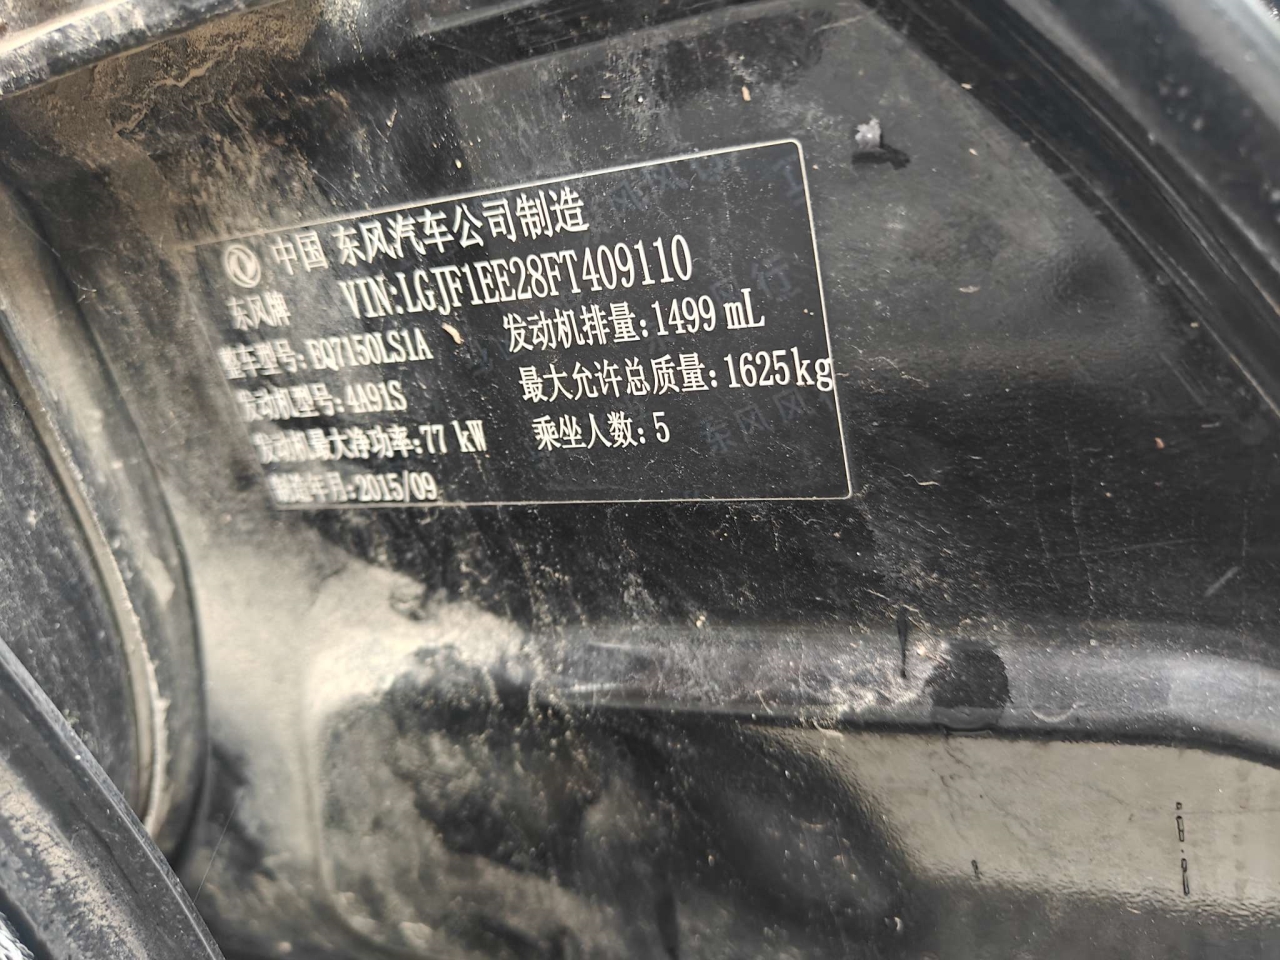 中国 东风汽车公司制造
东风牌 VIN:LGJF1EE28FT409110
整车型号:EQ7150LS1A 发动机排量:1499 mL
发动机型号:4A91S 最大允许总质量:1625kg
发动机最大净功率:77 kW 乘坐人数:5
制造年月:2015/09
东风风